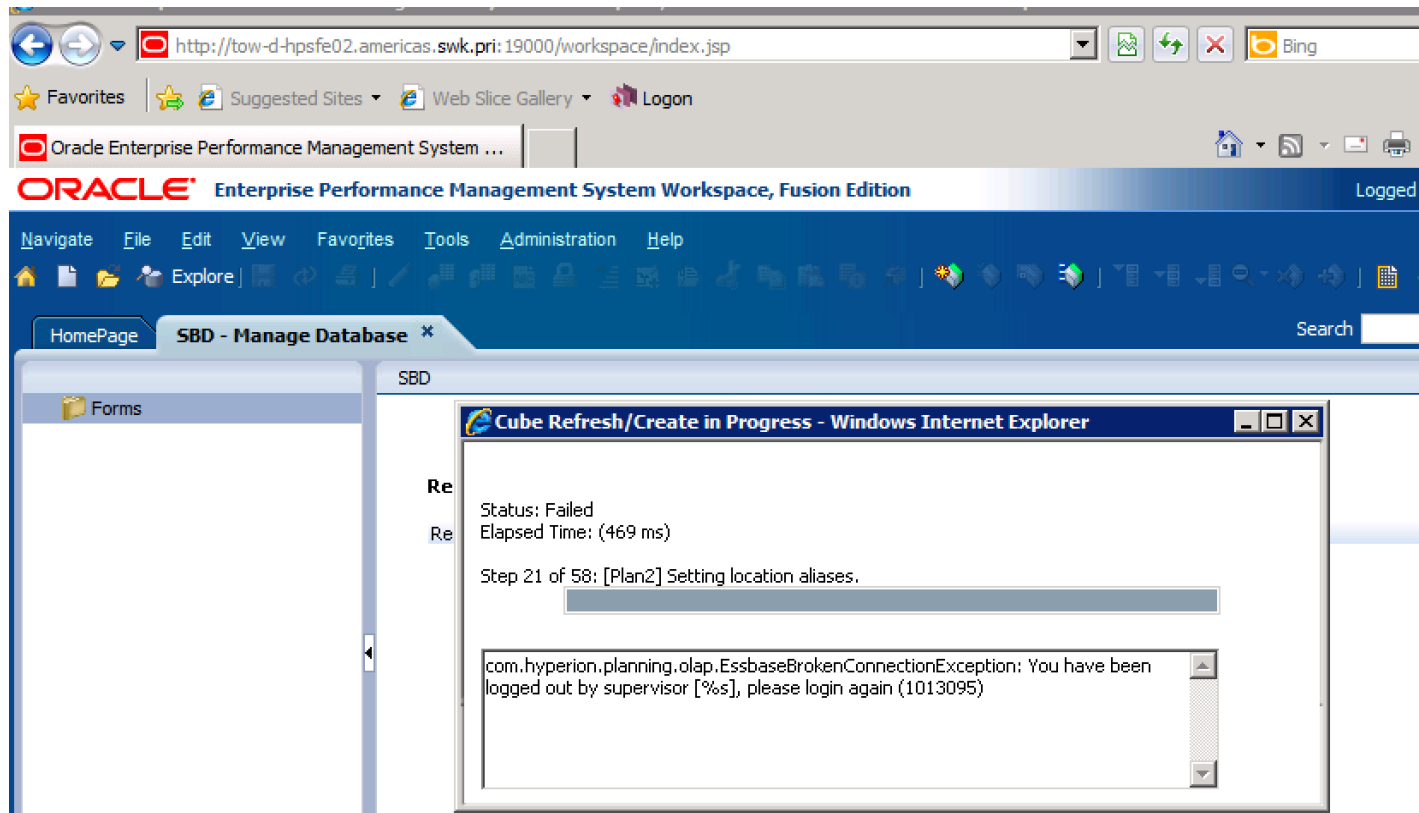 http://tow-d-hpsfe02.americas.swk.pri:19000/workspace/index.jsp
Bing
Favorites
Suggested Sites
Web Slice Gallery
Logon
Oracle Enterprise Performance Management System ...
ORACLE Enterprise Performance Management System Workspace, Fusion Edition
Logged
Navigate File Edit View Favorites Tools Administration Help
Explore
HomePage
SBD - Manage Database
Search
SBD
Forms
Cube Refresh/Create in Progress - Windows Internet Explorer
Re
Status: Failed
Re
Elapsed Time: (469 ms)
Step 21 of 58: [Plan2] Setting location aliases.
com.hyperion.planning.olap.EssbaseBrokenConnectionException: You have been
logged out by supervisor [%s], please login again (1013095)